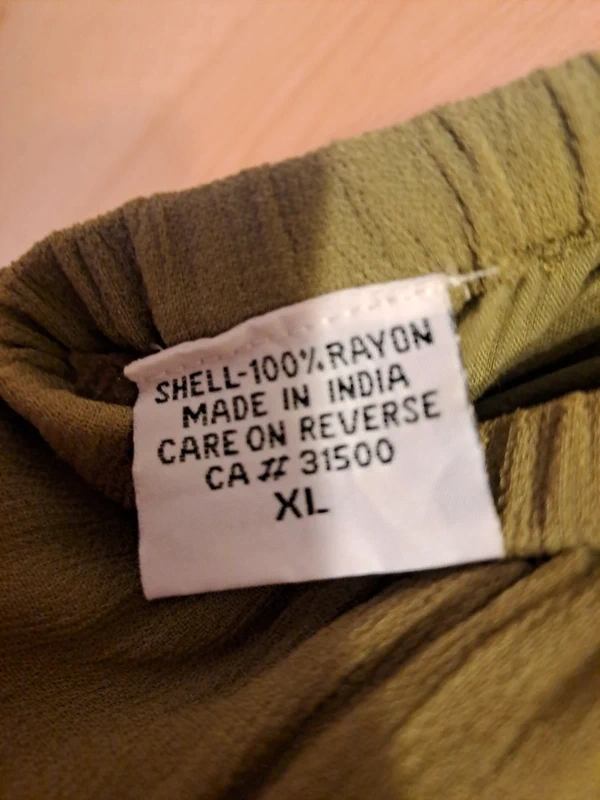 SHELL-100% RAYON
MADE IN INDIA
CARE ON REVERSE
CA # 31500
XL